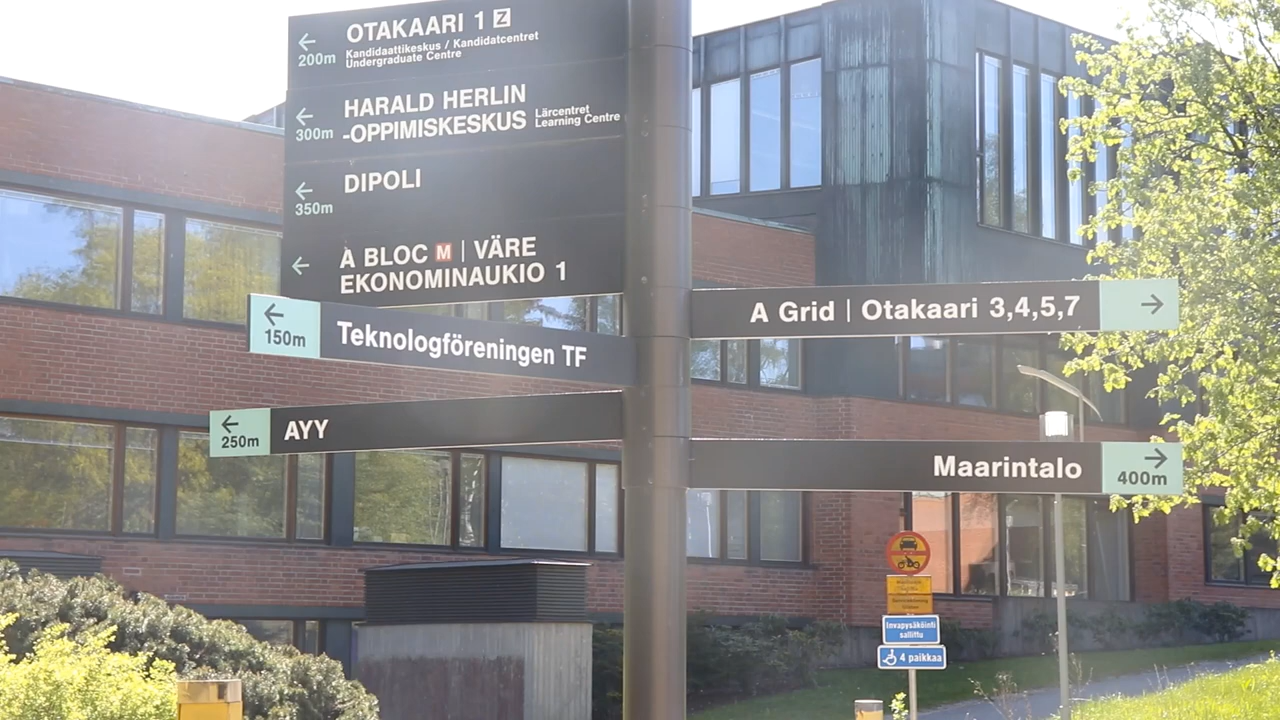 OTAKAARI 1 Z
Kandidaattikeskus / Kandidatcentret
Undergraduate Centre
200m
HARALD HERLIN
-OPPIMISKESKUS
Lärcentret
Learning Centre
300m
DIPOLI
350m
A BLOC M | VÄRE
EKONOMINAUKIO 1
150m
Teknologföreningen TF
A Grid | Otakaari 3,4,5,7
250m
AYY
Maarintalo
400m
Invapysäköinti
sallittu
4 paikkaa